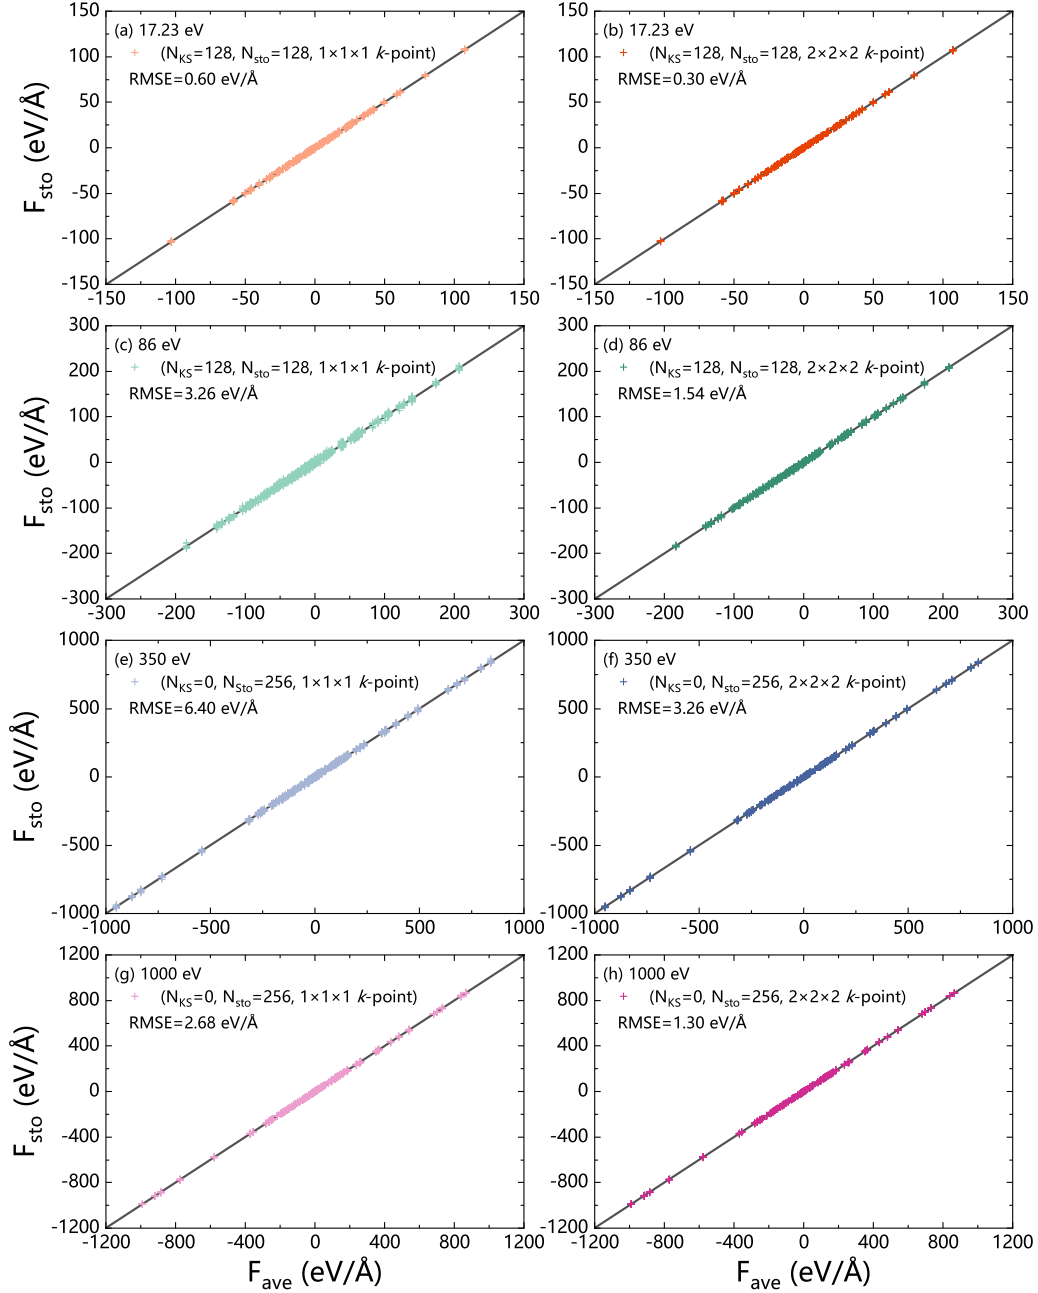 (a) 17.23 eV
(N_KS=128, N_sto=128, 1×1×1 k-point)
RMSE=0.60 eV/Å
150
100
50
0
-50
-100
-150
-150 -100 -50 0 50 100 150
F_sto (eV/Å)
(b) 17.23 eV
(N_KS=128, N_sto=128, 2×2×2 k-point)
RMSE=0.30 eV/Å
150
100
50
0
-50
-100
-150
-150 -100 -50 0 50 100 150
(c) 86 eV
(N_KS=128, N_sto=128, 1×1×1 k-point)
RMSE=3.26 eV/Å
300
200
100
0
-100
-200
-300
-300 -200 -100 0 100 200 300
F_sto (eV/Å)
(d) 86 eV
(N_KS=128, N_sto=128, 2×2×2 k-point)
RMSE=1.54 eV/Å
300
200
100
0
-100
-200
-300
-300 -200 -100 0 100 200 300
(e) 350 eV
(N_KS=0, N_Sto=256, 1×1×1 k-point)
RMSE=6.40 eV/Å
1000
500
0
-500
-1000
-1000 -500 0 500 1000
F_sto (eV/Å)
(f) 350 eV
(N_KS=0, N_sto=256, 2×2×2 k-point)
RMSE=3.26 eV/Å
1000
500
0
-500
-1000
-1000 -500 0 500 1000
(g) 1000 eV
(N_KS=0, N_sto=256, 1×1×1 k-point)
RMSE=2.68 eV/Å
1200
800
400
0
-400
-800
-1200
-1200 -800 -400 0 400 800 1200
F_sto (eV/Å)
F_ave (eV/Å)
(h) 1000 eV
(N_KS=0, N_sto=256, 2×2×2 k-point)
RMSE=1.30 eV/Å
1200
800
400
0
-400
-800
-1200
-1200 -800 -400 0 400 800 1200
F_ave (eV/Å)